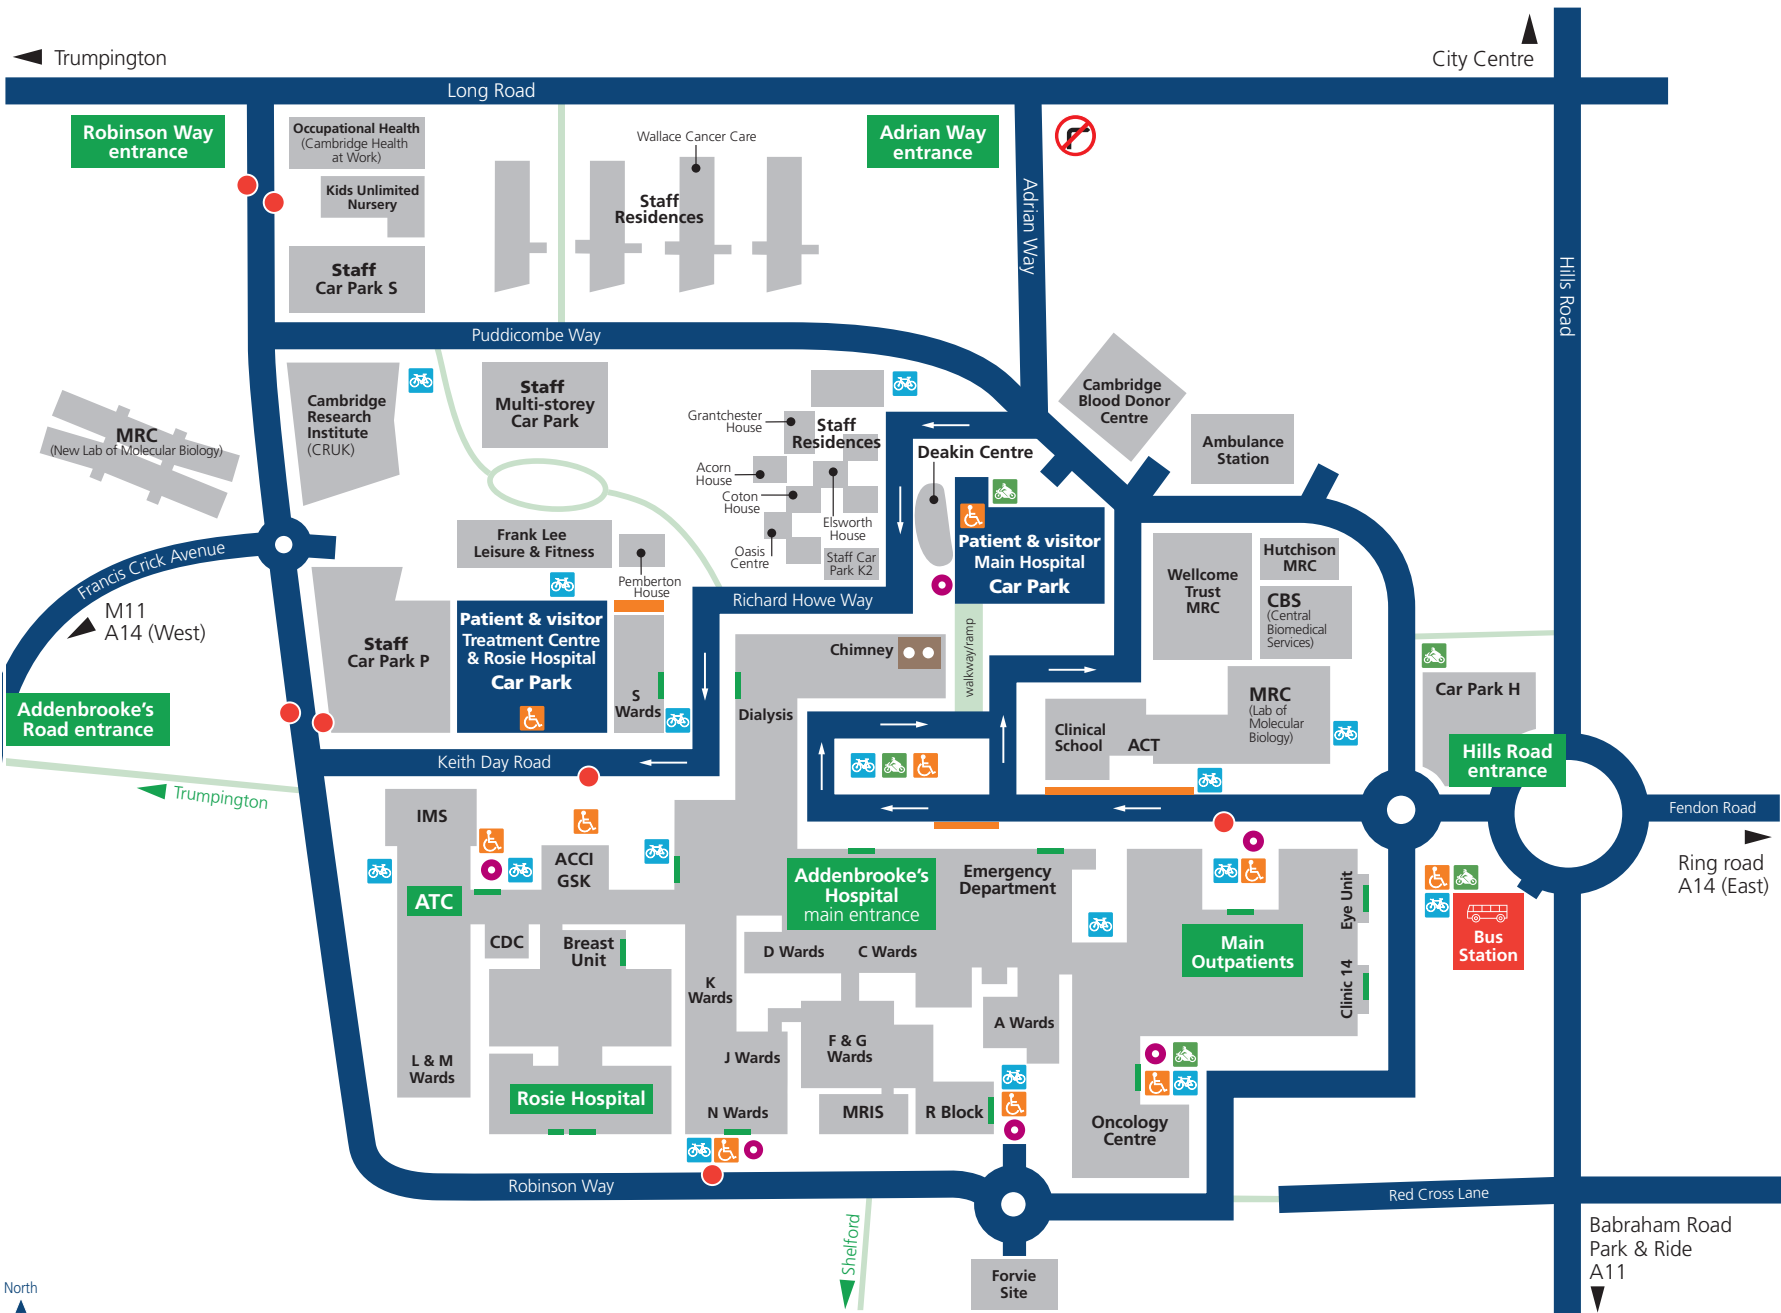 Trumpington
City Centre
Long Road
Robinson Way
entrance
Occupational Health
(Cambridge Health
at Work)
Kids Unlimited
Nursery
Staff
Car Park S
Wallace Cancer Care
Staff
Residences
Adrian Way
entrance
Adrian Way
Hills Road
Puddicombe Way
MRC
(New Lab of Molecular Biology)
Cambridge
Research
Institute
(CRUK)
Staff
Multi-storey
Car Park
Grantchester
House
Staff
Residences
Acorn
House
Coton
House
Elsworth
House
Oasis
Centre
Staff Car
Park K2
Deakin Centre
Cambridge
Blood Donor
Centre
Ambulance
Station
Frank Lee
Leisure & Fitness
Pemberton
House
Patient & visitor
Main Hospital
Car Park
Wellcome
Trust
MRC
Hutchison
MRC
CBS
(Central
Biomedical
Services)
Francis Crick Avenue
M11
A14 (West)
Richard Howe Way
Staff
Car Park P
Patient & visitor
Treatment Centre
& Rosie Hospital
Car Park
S
Wards
Chimney
walkway/ramp
Dialysis
Addenbrooke's
Road entrance
Clinical
School
ACT
MRC
(Lab of
Molecular
Biology)
Car Park H
Hills Road
entrance
Keith Day Road
Trumpington
Fendon Road
Ring road
A14 (East)
IMS
ACCI
GSK
ATC
CDC
Breast
Unit
Addenbrooke's
Hospital
main entrance
Emergency
Department
D Wards
C Wards
Eye Unit
Main
Outpatients
Clinic 14
Bus
Station
K
Wards
A Wards
F & G
Wards
J Wards
L & M
Wards
Rosie Hospital
N Wards
MRIS
R Block
Oncology
Centre
Robinson Way
Red Cross Lane
Shelford
Forvie
Site
Babraham Road
Park & Ride
A11
North